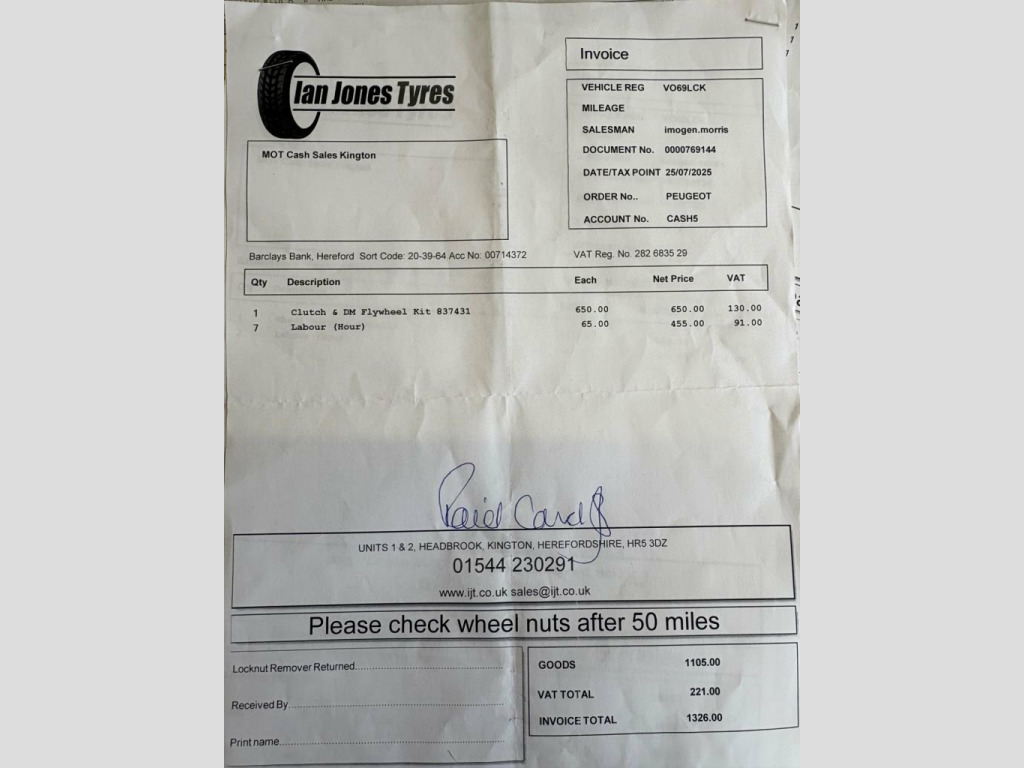 Invoice
Ian Jones Tyres
VEHICLE REG VO69LCK
MILEAGE
SALESMAN imogen.morris
DOCUMENT No. 0000769144
DATE/TAX POINT 25/07/2025
ORDER No.. PEUGEOT
ACCOUNT No. CASH5
MOT Cash Sales Kington
Barclays Bank, Hereford Sort Code: 20-39-64 Acc No: 00714372 VAT Reg. No. 282 6835 29
Qty Description Each Net Price VAT
1 Clutch & DM Flywheel Kit 837431 650.00 650.00 130.00
7 Labour (Hour) 65.00 455.00 91.00
Paid Card
UNITS 1 & 2, HEADBROOK, KINGTON, HEREFORDSHIRE, HR5 3DZ
01544 230291
www.ijt.co.uk sales@ijt.co.uk
Please check wheel nuts after 50 miles
Locknut Remover Returned
Received By
Print name
GOODS 1105.00
VAT TOTAL 221.00
INVOICE TOTAL 1326.00